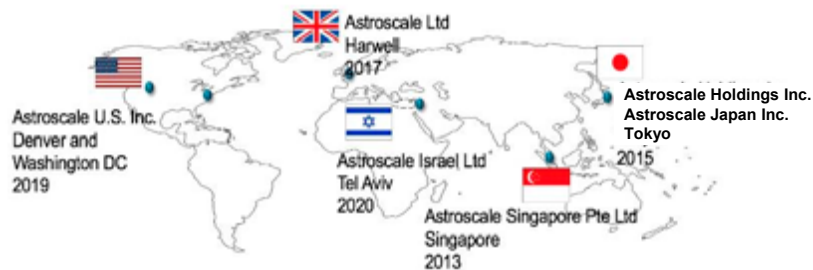 Astroscale Ltd
Harwell
2017
Astroscale U.S. Inc.
Denver and
Washington DC
2019
Astroscale Israel Ltd
Tel Aviv
2020
Astroscale Holdings Inc.
Astroscale Japan Inc.
Tokyo
2015
Astroscale Singapore Pte Ltd
Singapore
2013